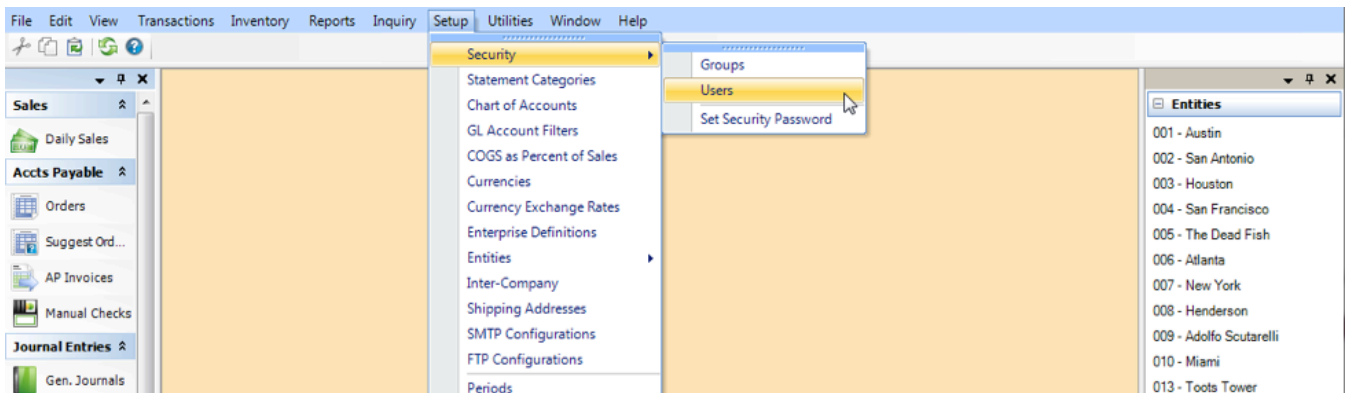 File Edit View Transactions Inventory Reports Inquiry Setup Utilities Window Help
Sales
Daily Sales
Accts Payable
Orders
Suggest Ord...
AP Invoices
Manual Checks
Journal Entries
Gen. Journals
Security
Statement Categories
Chart of Accounts
GL Account Filters
COGS as Percent of Sales
Currencies
Currency Exchange Rates
Enterprise Definitions
Entities
Inter-Company
Shipping Addresses
SMTP Configurations
FTP Configurations
Periods
Groups
Users
Set Security Password
Entities
001 - Austin
002 - San Antonio
003 - Houston
004 - San Francisco
005 - The Dead Fish
006 - Atlanta
007 - New York
008 - Henderson
009 - Adolfo Scutarelli
010 - Miami
013 - Toots Tower